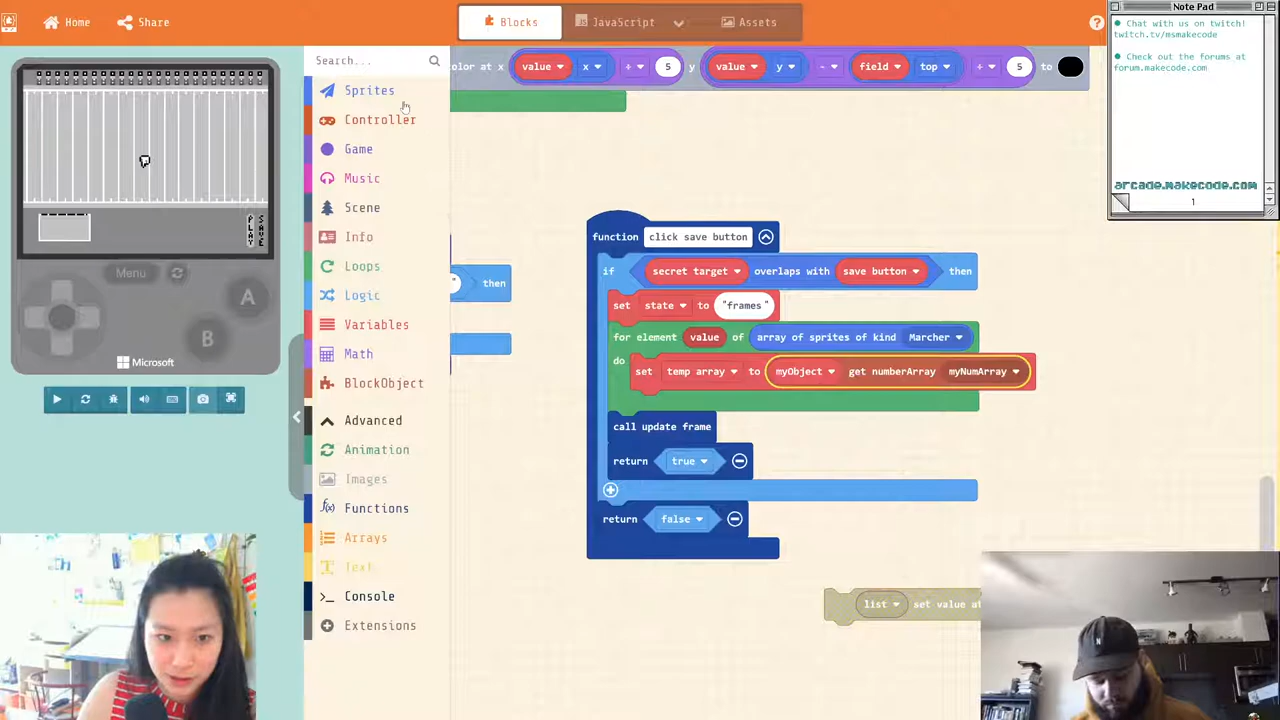 Home
Share
Blocks
JavaScript
Assets
?
Note Pad
Chat with us on twitch!
twitch.tv/msmakecode
Check out the forums at
forum.makecode.com
arcade.makecode.com
1
Search...
Sprites
Controller
Game
Music
Scene
Info
Loops
Logic
Variables
Math
BlockObject
Advanced
Animation
Images
Functions
Arrays
Text
Console
Extensions
color at x value x ÷ 5 y value y - field top ÷ 5 to
" then
function click save button
if secret target overlaps with save button then
set state to "frames"
for element value of array of sprites of kind Marcher
do set temp array to myObject get numberArray myNumArray
call update frame
return true
return false
list set value at
PLAY
SAVE
Menu
A
B
Microsoft